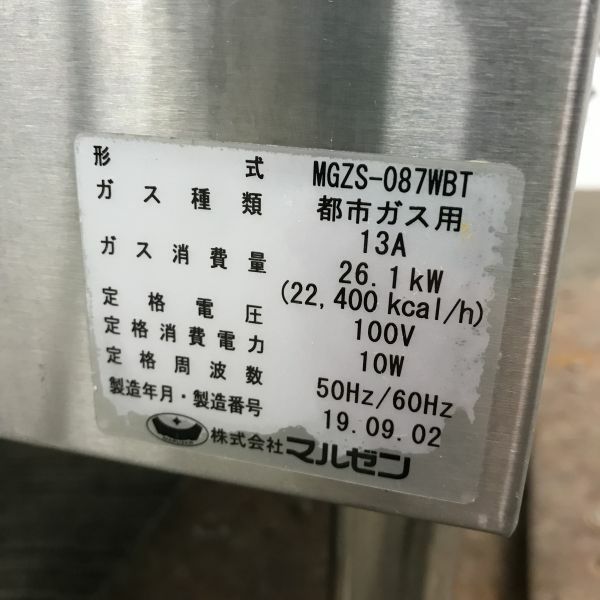 形式 MGZS-087WBT
ガス種類 都市ガス用
13A
ガス消費量 26.1kW
(22,400kcal/h)
定格電圧 100V
定格消費電力 10W
定格周波数 50Hz/60Hz
製造年月・製造番号 19.09.02
株式会社マルゼン